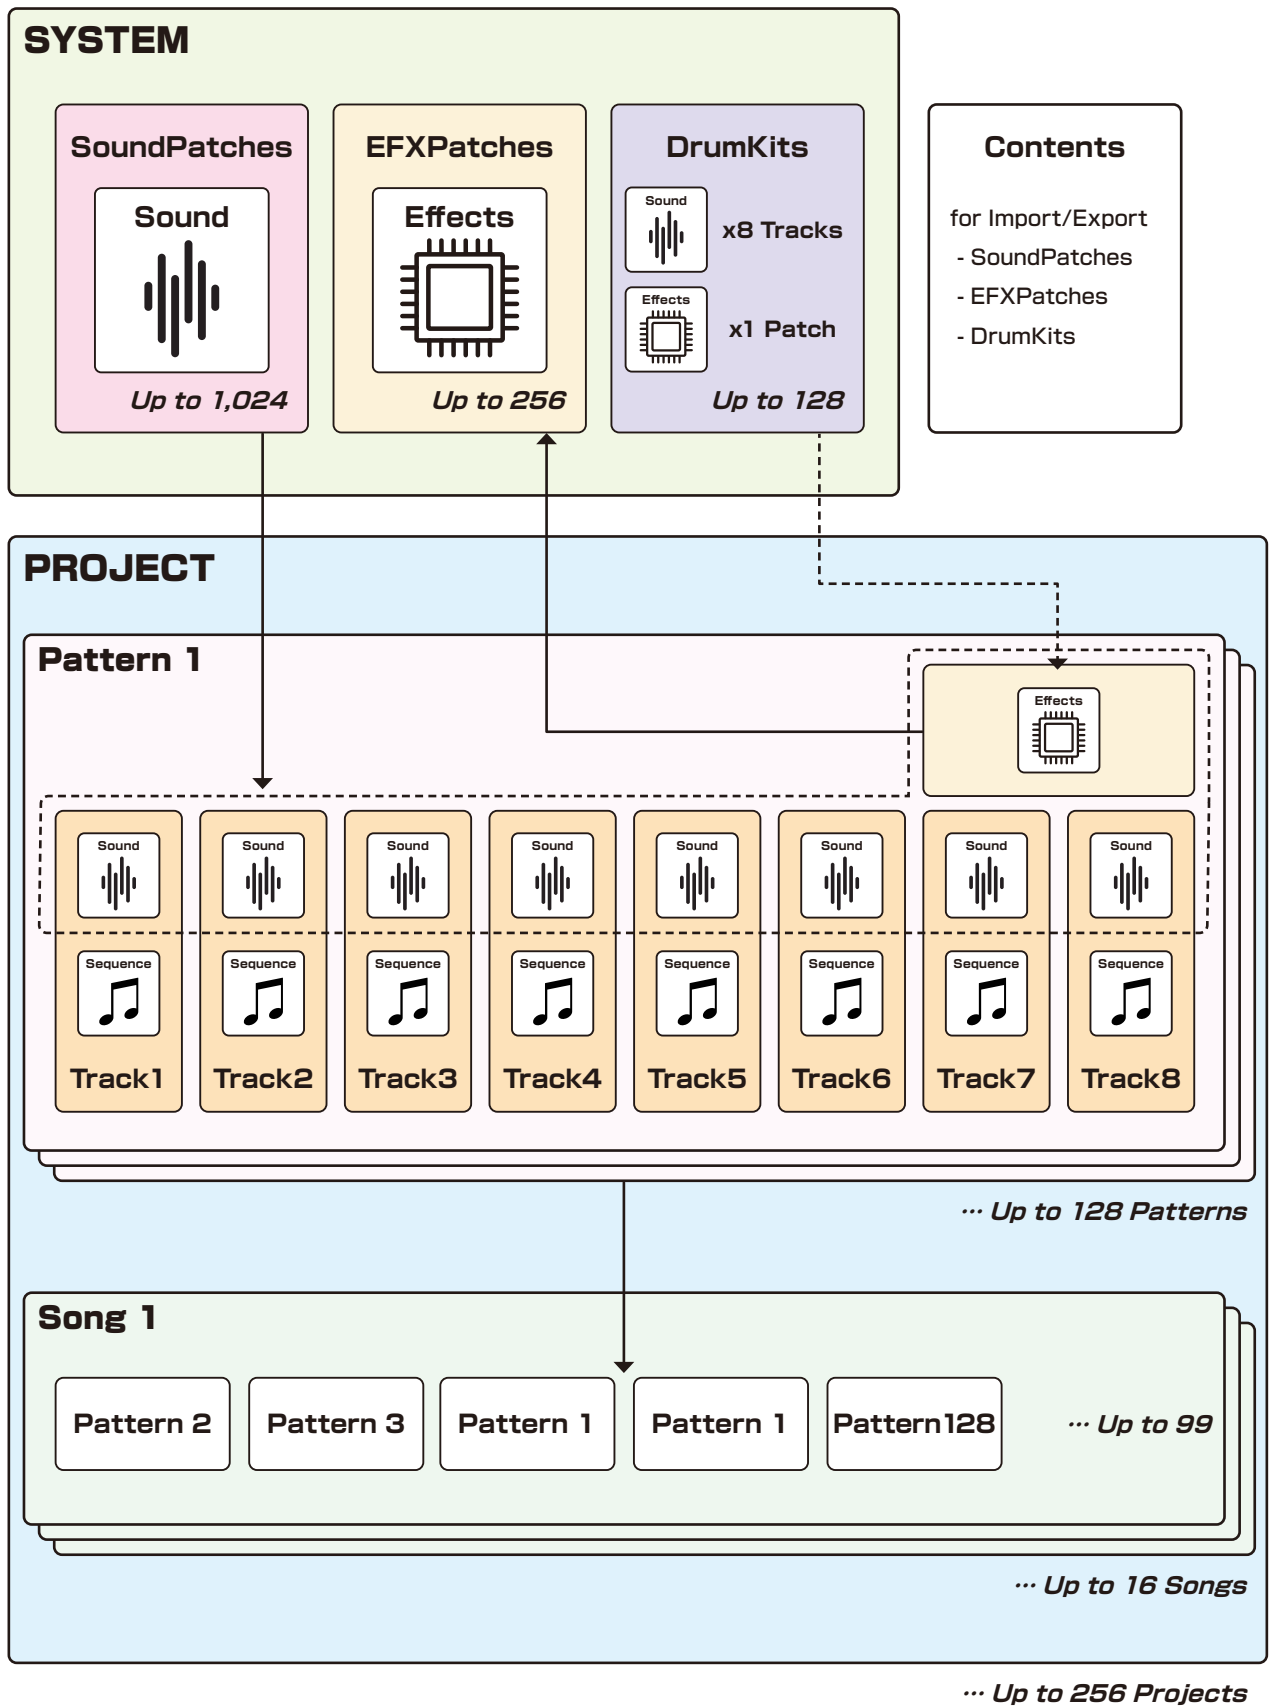 SYSTEM
SoundPatches
Sound
Up to 1,024
EFXPatches
Effects
Up to 256
DrumKits
Sound
x8 Tracks
Effects
x1 Patch
Up to 128
Contents
for Import/Export
- SoundPatches
- EFXPatches
- DrumKits
PROJECT
Pattern 1
Effects
Sound
Sequence
Track1
Sound
Sequence
Track2
Sound
Sequence
Track3
Sound
Sequence
Track4
Sound
Sequence
Track5
Sound
Sequence
Track6
Sound
Sequence
Track7
Sound
Sequence
Track8
··· Up to 128 Patterns
Song 1
Pattern 2
Pattern 3
Pattern 1
Pattern 1
Pattern128
··· Up to 99
··· Up to 16 Songs
··· Up to 256 Projects